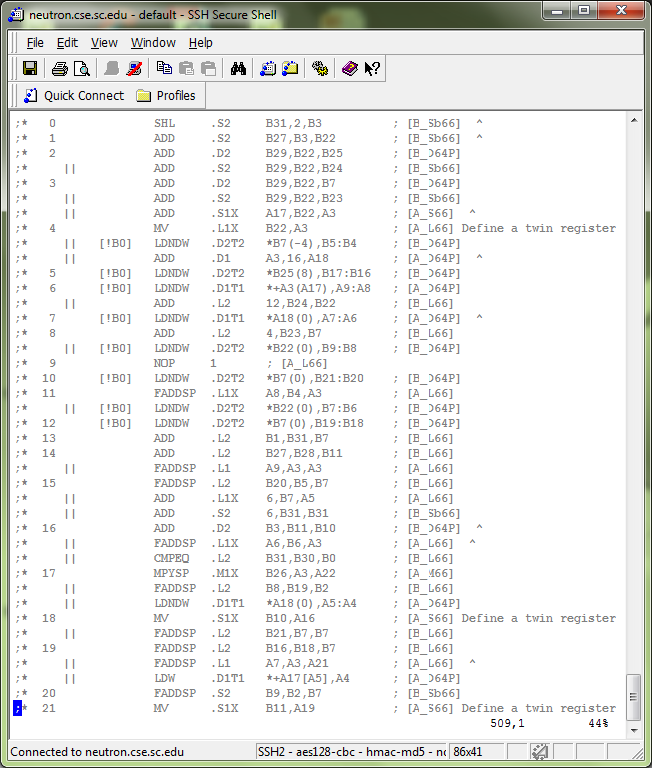 neutron.cse.sc.edu - default - SSH Secure Shell
File Edit View Window Help
Quick Connect Profiles
;* 0 SHL .S2 B31,2,B3 ; [B_Sb66] ^
;* 1 ADD .S2 B27,B3,B22 ; [B_Sb66] ^
;* 2 ADD .D2 B29,B22,B25 ; [B_D64P]
;* || ADD .S2 B29,B22,B24 ; [B_Sb66]
;* 3 ADD .D2 B29,B22,B7 ; [B_D64P]
;* || ADD .S2 B29,B22,B23 ; [B_Sb66]
;* || ADD .S1X A17,B22,A3 ; [A_S66] ^
;* 4 MV .L1X B22,A3 ; [A_L66] Define a twin register
;* || [!B0] LDNDW .D2T2 *B7(-4),B5:B4 ; [B_D64P]
;* || ADD .D1 A3,16,A18 ; [A_D64P] ^
;* 5 [!B0] LDNDW .D2T2 *B25(8),B17:B16 ; [B_D64P]
;* 6 [!B0] LDNDW .D1T1 *+A3(A17),A9:A8 ; [A_D64P]
;* || ADD .L2 12,B24,B22 ; [B_L66]
;* 7 [!B0] LDNDW .D1T1 *A18(0),A7:A6 ; [A_D64P] ^
;* 8 ADD .L2 4,B23,B7 ; [B_L66]
;* || [!B0] LDNDW .D2T2 *B22(0),B9:B8 ; [B_D64P]
;* 9 NOP 1 ; [A_L66]
;* 10 [!B0] LDNDW .D2T2 *B7(0),B21:B20 ; [B_D64P]
;* 11 FADDSP .L1X A8,B4,A3 ; [A_L66]
;* || [!B0] LDNDW .D2T2 *B22(0),B7:B6 ; [B_D64P]
;* 12 [!B0] LDNDW .D2T2 *B7(0),B19:B18 ; [B_D64P]
;* 13 ADD .L2 B1,B31,B7 ; [B_L66]
;* 14 ADD .L2 B27,B28,B11 ; [B_L66]
;* || FADDSP .L1 A9,A3,A3 ; [A_L66]
;* 15 FADDSP .L2 B20,B5,B7 ; [B_L66]
;* || ADD .L1X 6,B7,A5 ; [A_L66]
;* || ADD .S2 6,B31,B31 ; [B_Sb66]
;* 16 ADD .D2 B3,B11,B10 ; [B_D64P] ^
;* || FADDSP .L1X A6,B6,A3 ; [A_L66] ^
;* || CMPEQ .L2 B31,B30,B0 ; [B_L66]
;* 17 MPYSP .M1X B26,A3,A22 ; [A_M66]
;* || FADDSP .L2 B8,B19,B2 ; [B_L66]
;* || LDNDW .D1T1 *A18(0),A5:A4 ; [A_D64P]
;* 18 MV .S1X B10,A16 ; [A_S66] Define a twin register
;* || FADDSP .L2 B21,B7,B7 ; [B_L66]
;* 19 FADDSP .L2 B16,B18,B7 ; [B_L66]
;* || FADDSP .L1 A7,A3,A21 ; [A_L66] ^
;* || LDW .D1T1 *+A17[A5],A4 ; [A_D64P]
;* 20 FADDSP .S2 B9,B2,B7 ; [B_Sb66]
;* 21 MV .S1X B11,A19 ; [A_S66] Define a twin register
509,1 44%
Connected to neutron.cse.sc.edu SSH2 - aes128-cbc - hmac-md5 - nc 86x41